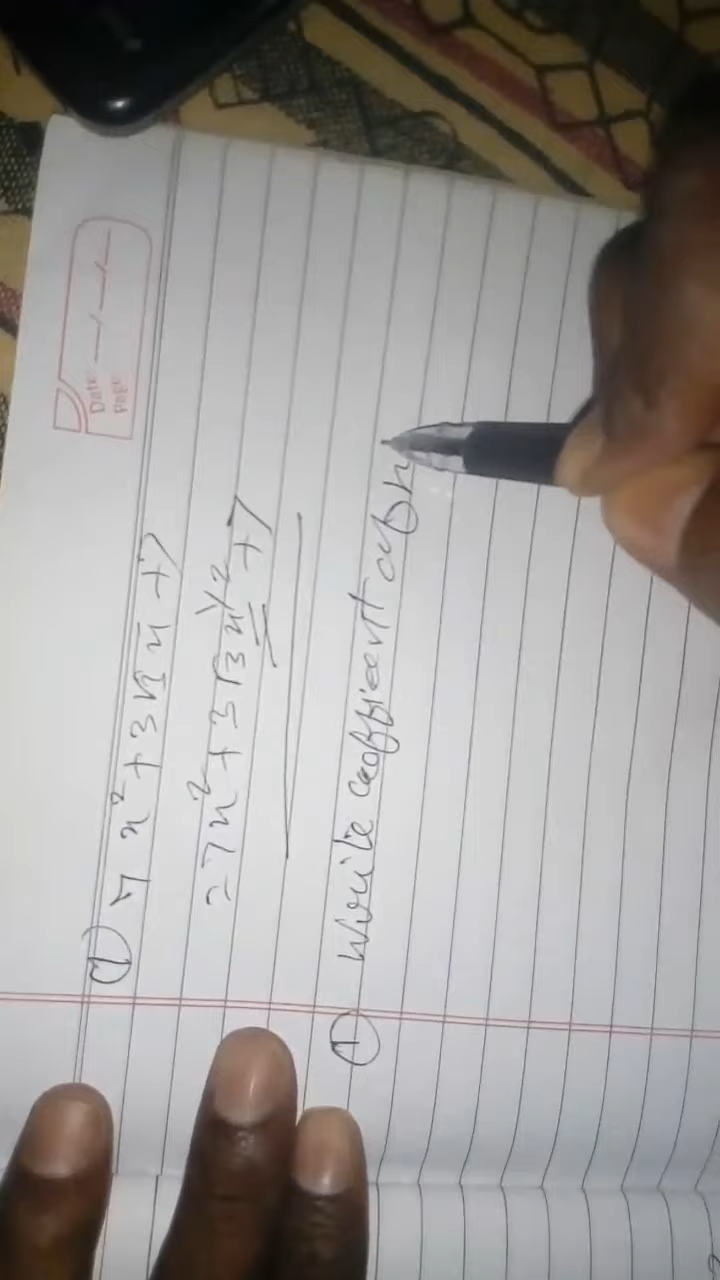 Date:
Page:
① 7x² + 3√3 √x + 7
= 7x² + 3√3 x^1/2 + 7
① Write coefficient of x